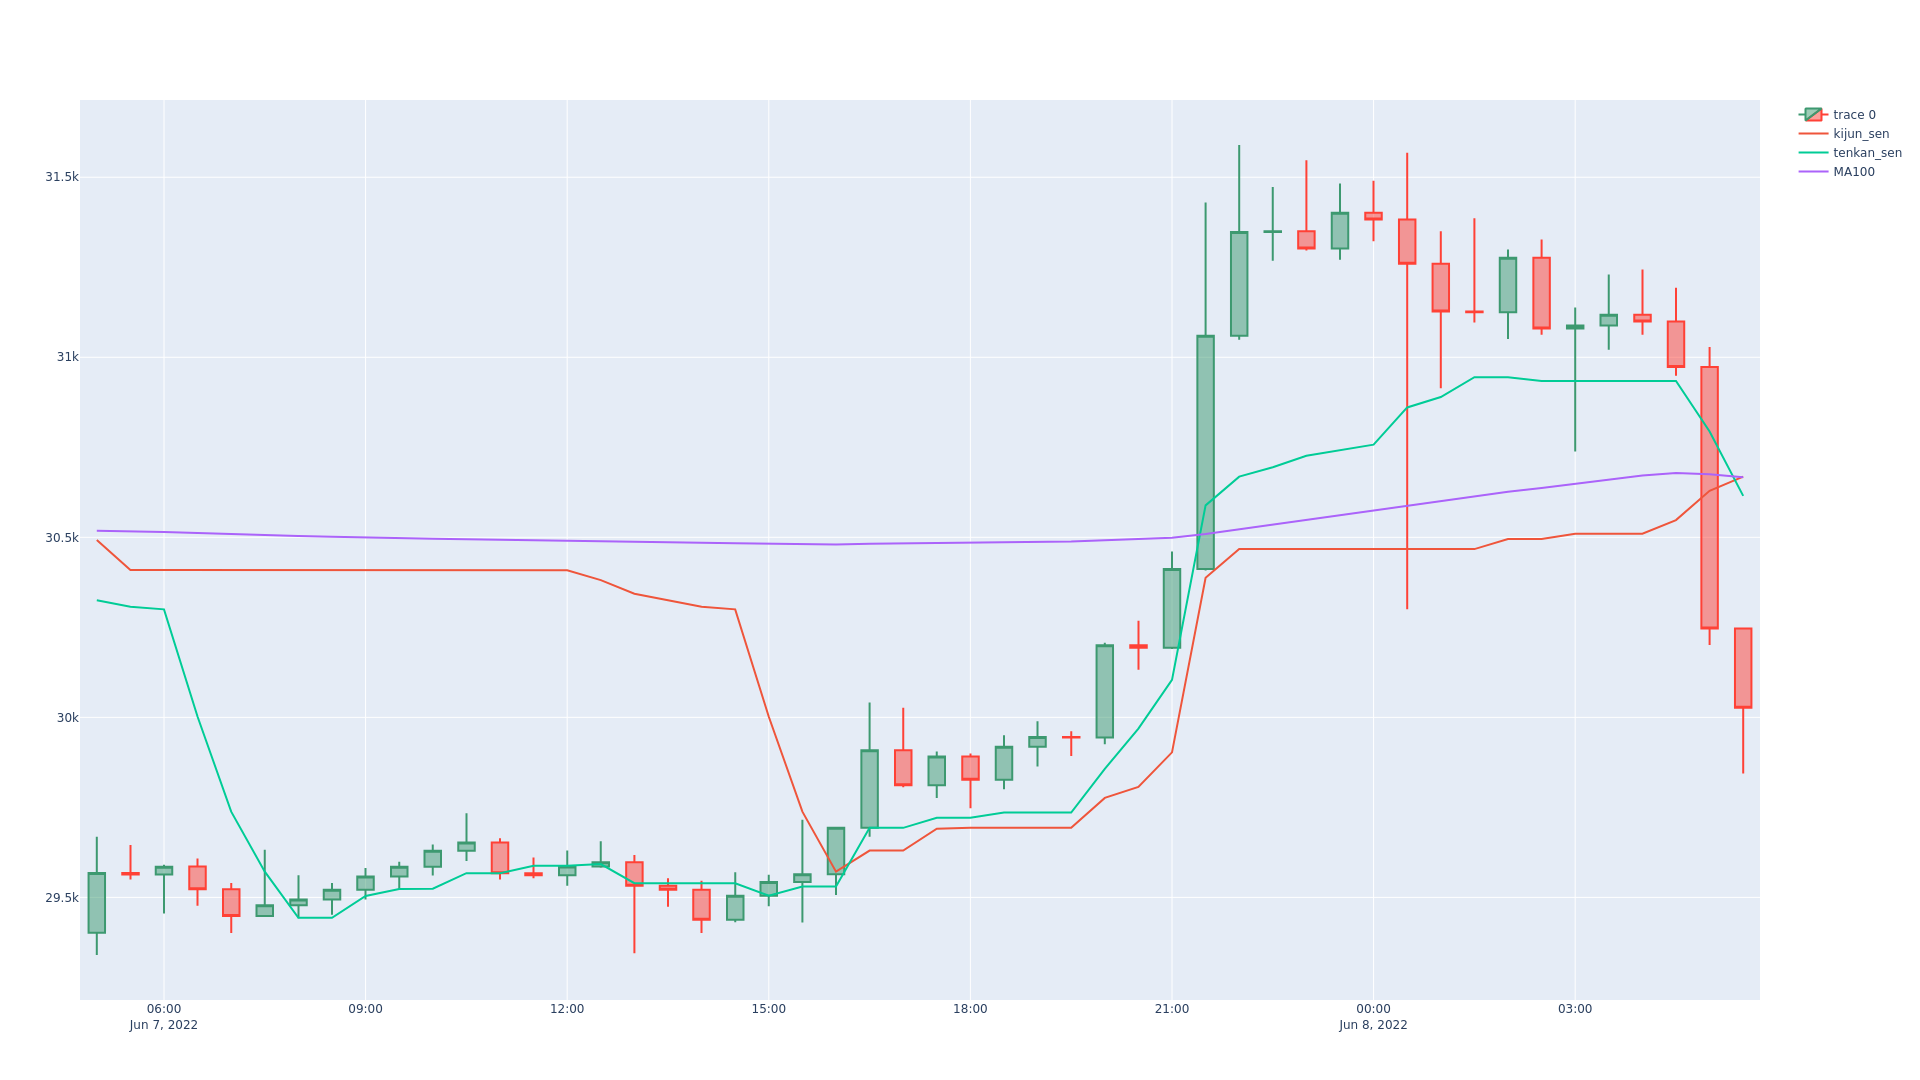 trace 0
kijun_sen
tenkan_sen
MA100
31.5k
31k
30.5k
30k
29.5k
06:00
Jun 7, 2022
09:00
12:00
15:00
18:00
21:00
00:00
Jun 8, 2022
03:00